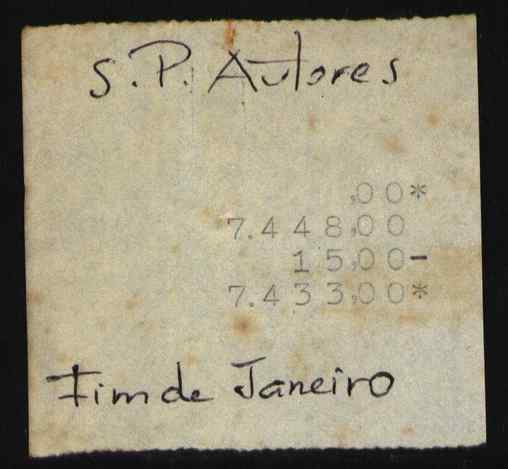 S.P. Autores
,00*
7.448,00
15,00-
7.433,00*
Fim de Janeiro